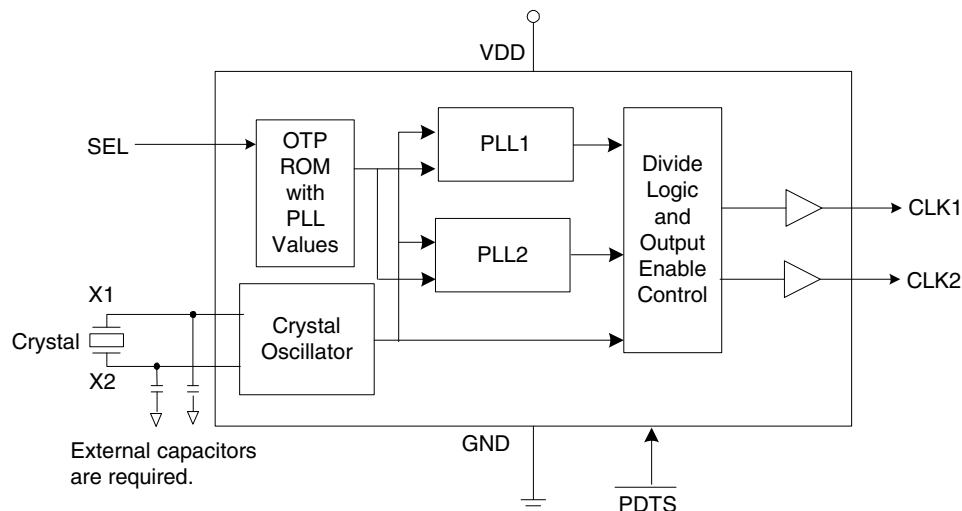 VDD
SEL
OTP
ROM
with
PLL
Values
PLL1
PLL2
Divide
Logic
and
Output
Enable
Control
CLK1
CLK2
X1
Crystal
X2
Crystal
Oscillator
External capacitors
are required.
GND
PDTS